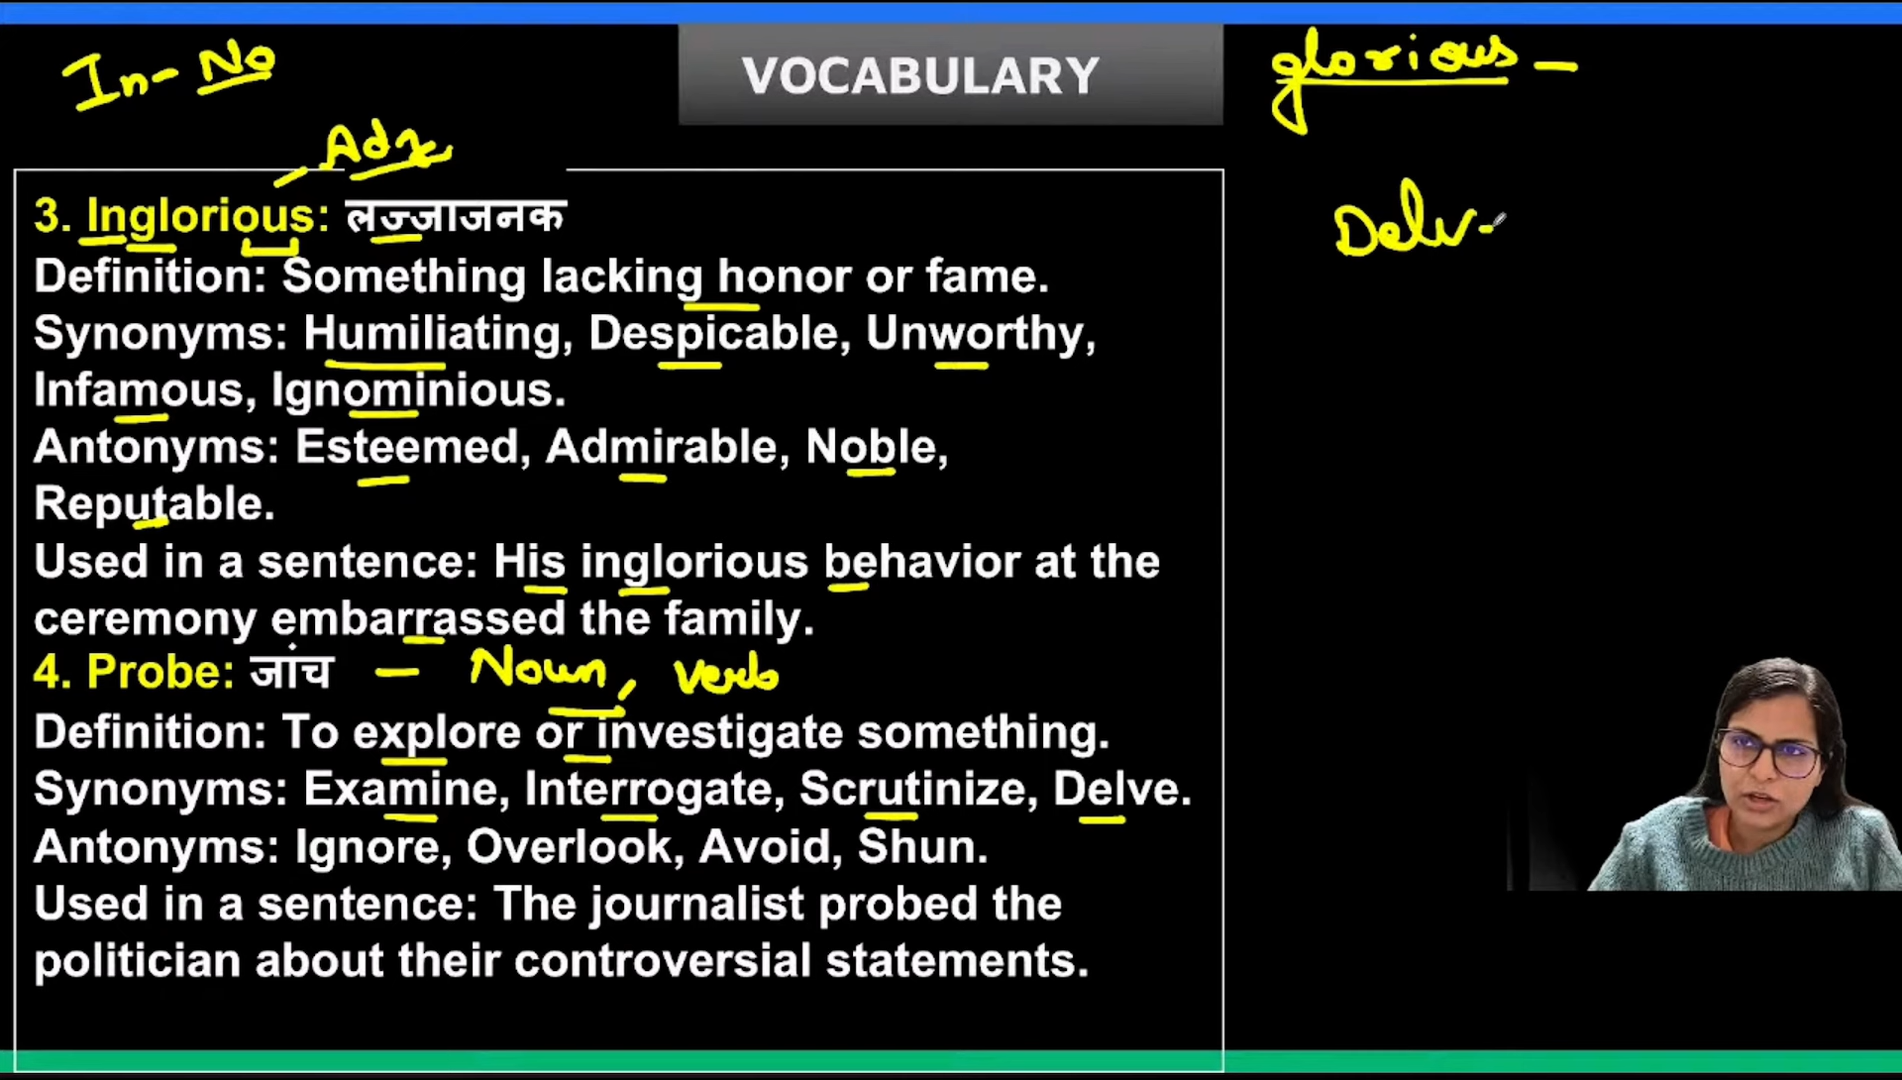 In - No
VOCABULARY
glorious -
Adj
Delv
3. Inglorious: लज्जाजनक
Definition: Something lacking honor or fame.
Synonyms: Humiliating, Despicable, Unworthy,
Infamous, Ignominious.
Antonyms: Esteemed, Admirable, Noble,
Reputable.
Used in a sentence: His inglorious behavior at the
ceremony embarrassed the family.
4. Probe: जांच - Noun, verb
Definition: To explore or investigate something.
Synonyms: Examine, Interrogate, Scrutinize, Delve.
Antonyms: Ignore, Overlook, Avoid, Shun.
Used in a sentence: The journalist probed the
politician about their controversial statements.